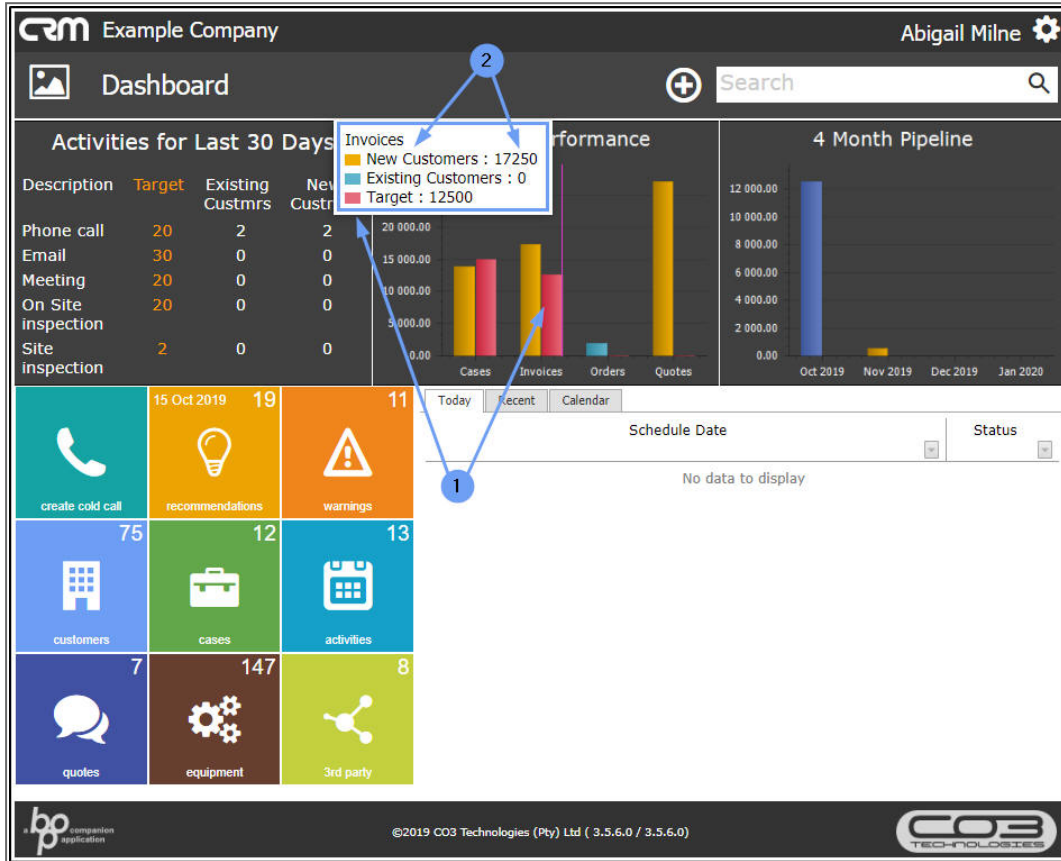 CRM Example Company
Abigail Milne
Dashboard
Search
2
Activities for Last 30 Days
Description Target Existing Custmrs
Phone call 20 2 2
Email 30 0 0
Meeting 20 0 0
On Site inspection 20 0 0
Site inspection 2 0 0
Invoices
New Customers : 17250
Existing Customers : 0
Target : 12500
20 000.00
15 000.00
10 000.00
5 000.00
0.00
Cases Invoices Orders Quotes
4 Month Pipeline
12 000.00
10 000.00
8 000.00
6 000.00
4 000.00
2 000.00
0.00
Oct 2019 Nov 2019 Dec 2019 Jan 2020
1
create cold call
15 Oct 2019 19
recommendations
11
warnings
75
customers
12
cases
13
activities
7
quotes
147
equipment
8
3rd party
Today Recent Calendar
Schedule Date Status
No data to display
a bpo companion application
©2019 CO3 Technologies (Pty) Ltd ( 3.5.6.0 / 3.5.6.0)
CO3
TECHNOLOGIES